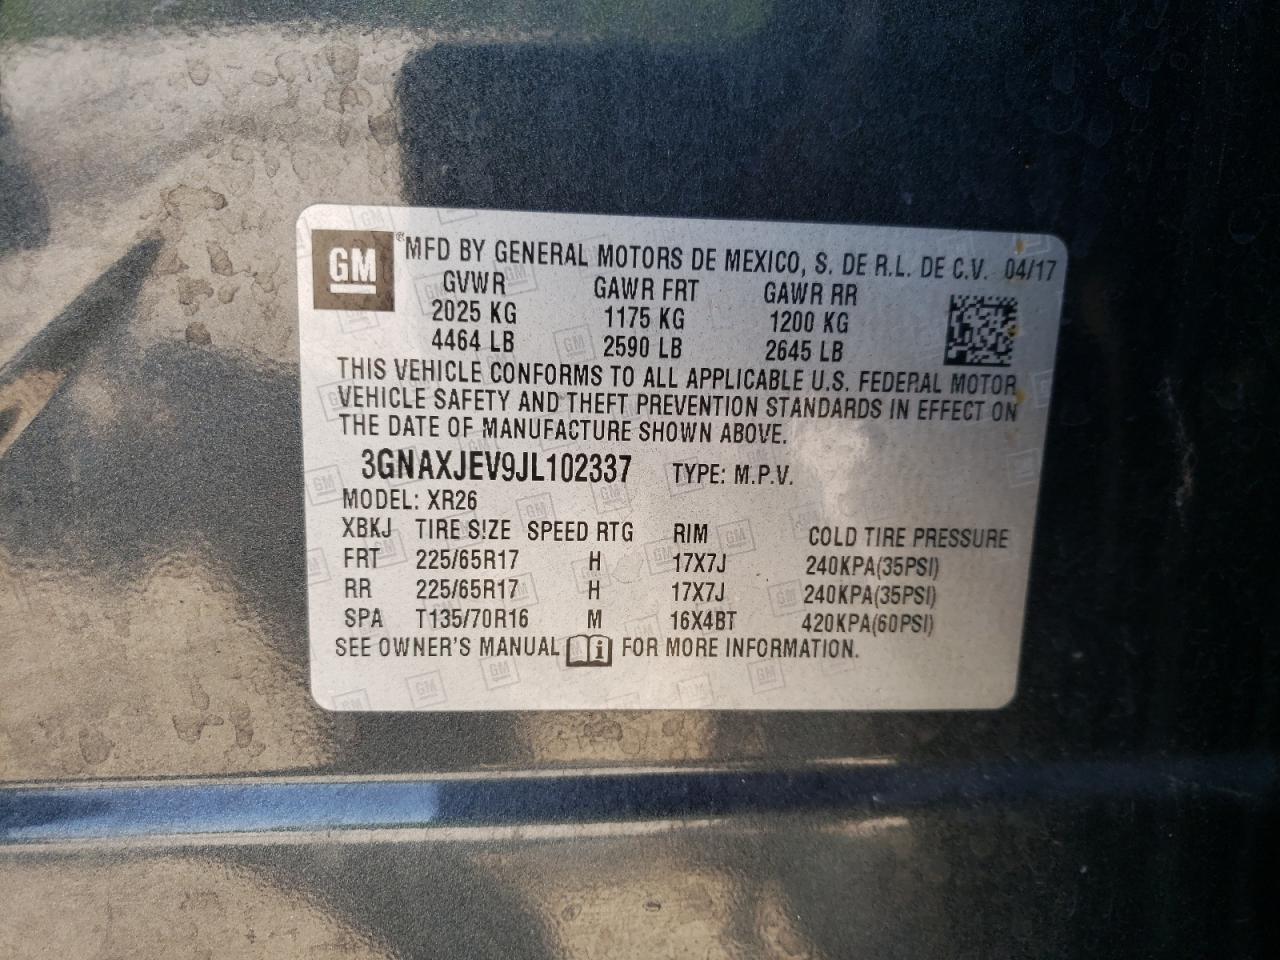 GM
® MFD BY GENERAL MOTORS DE MEXICO, S. DE R.L. DE C.V. 04/17
GVWR GAWR FRT GAWR RR
2025 KG 1175 KG 1200 KG
4464 LB 2590 LB 2645 LB
THIS VEHICLE CONFORMS TO ALL APPLICABLE U.S. FEDERAL MOTOR
VEHICLE SAFETY AND THEFT PREVENTION STANDARDS IN EFFECT ON
THE DATE OF MANUFACTURE SHOWN ABOVE.
3GNAXJEV9JL102337 TYPE: M.P.V.
MODEL: XR26
XBKJ TIRE SIZE SPEED RTG RIM COLD TIRE PRESSURE
FRT 225/65R17 H 17X7J 240KPA(35PSI)
RR 225/65R17 H 17X7J 240KPA(35PSI)
SPA T135/70R16 M 16X4BT 420KPA(60PSI)
SEE OWNER'S MANUAL FOR MORE INFORMATION.